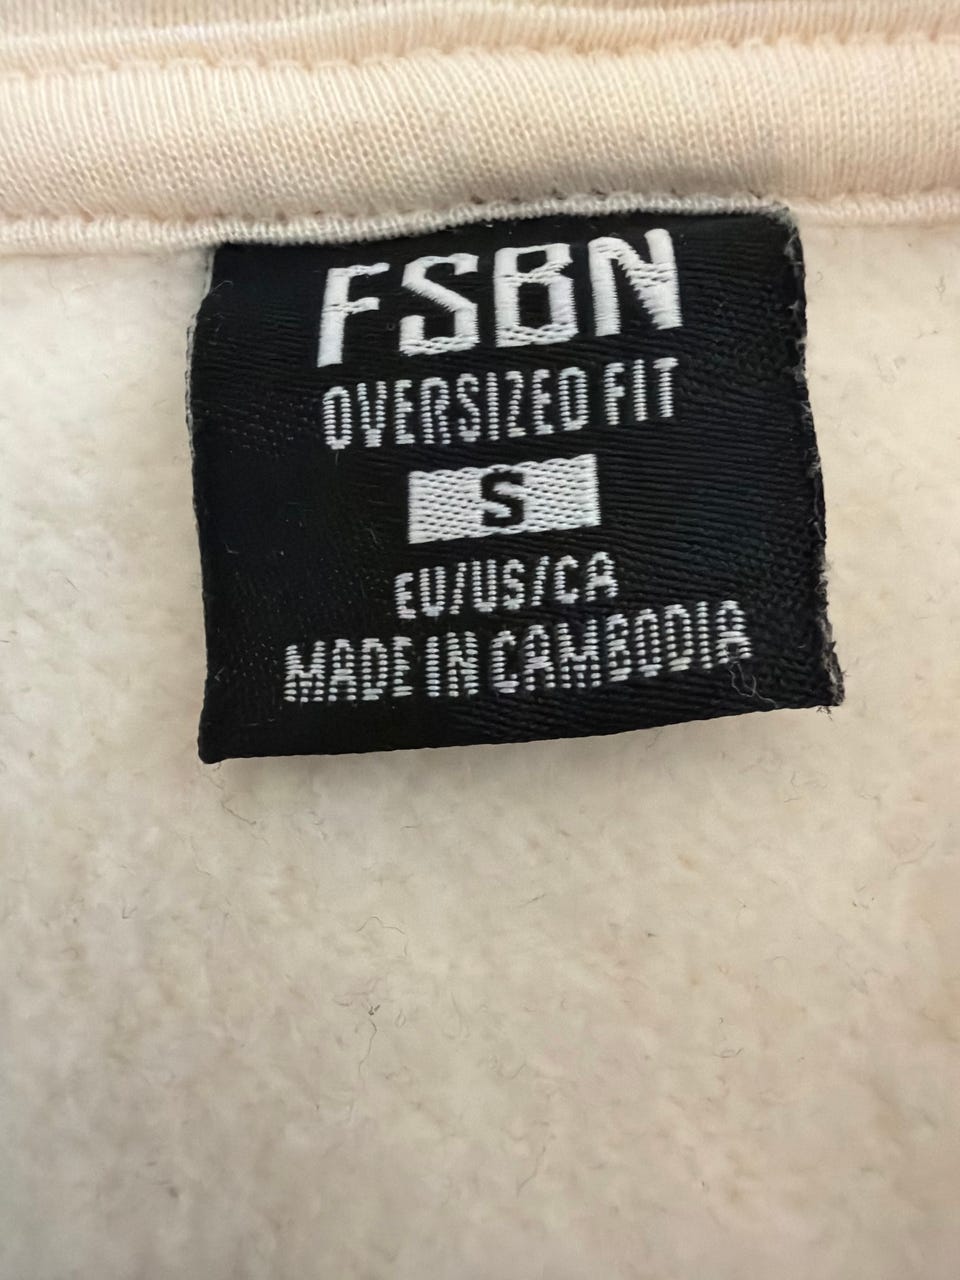 FSBN
OVERSIZED FIT
S
EU/US/CA
MADE IN CAMBODIA